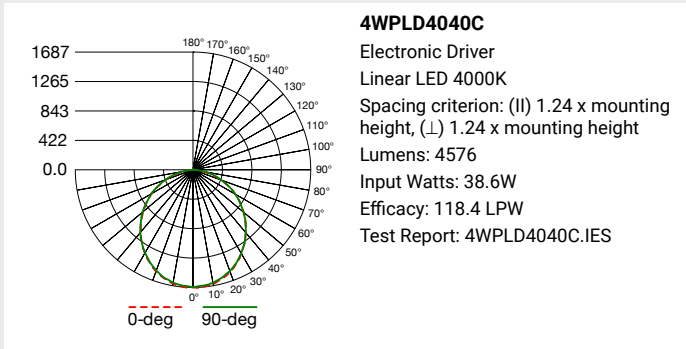 4WPLD4040C
Electronic Driver
Linear LED 4000K
Spacing criterion: (II) 1.24 x mounting
height, (⊥) 1.24 x mounting height
Lumens: 4576
Input Watts: 38.6W
Efficacy: 118.4 LPW
Test Report: 4WPLD4040C.IES
1687
1265
843
422
0.0
180°
170°
160°
150°
140°
130°
120°
110°
100°
90°
80°
70°
60°
50°
40°
30°
20°
10°
0°
0-deg
90-deg